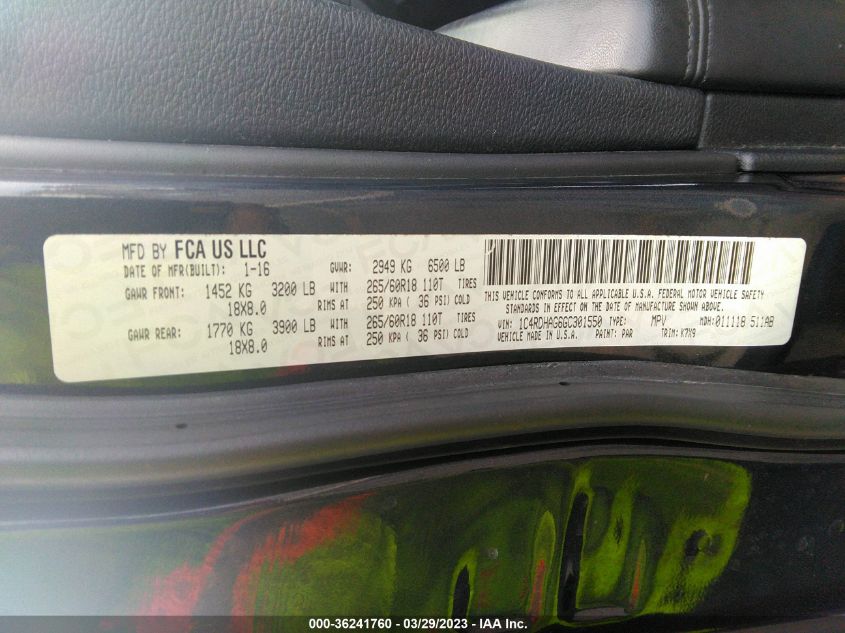 MFD BY FCA US LLC
DATE OF MFR(BUILT): 1-16 GVWR: 2949 KG 6500 LB
GAWR FRONT: 1452 KG 3200 LB WITH 265/60R18 110T TIRES
18X8.0 RIMS AT 250 KPA ( 36 PSI) COLD
GAWR REAR: 1770 KG 3900 LB WITH 265/60R18 110T TIRES
18X8.0 RIMS AT 250 KPA ( 36 PSI) COLD
THIS VEHICLE CONFORMS TO ALL APPLICABLE U.S.A. FEDERAL MOTOR VEHICLE SAFETY
STANDARDS IN EFFECT ON THE DATE OF MANUFACTURE SHOWN ABOVE.
VIN: 1C4RDHAG6GC301550 TYPE: MPV MDH: 011118 511AB
VEHICLE MADE IN U.S.A. PAINT: PAR TRIM: K7X9
000-36241760 — 03/29/2023 — IAA Inc.